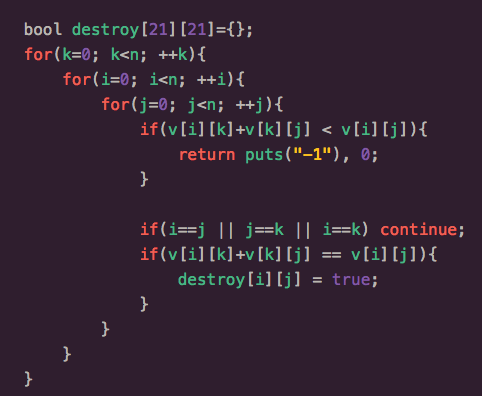 bool destroy[21][21]={};
for(k=0; k<n; ++k){
    for(i=0; i<n; ++i){
        for(j=0; j<n; ++j){
            if(v[i][k]+v[k][j] < v[i][j]){
                return puts("-1"), 0;
            }

            if(i==j || j==k || i==k) continue;
            if(v[i][k]+v[k][j] == v[i][j]){
                destroy[i][j] = true;
            }
        }
    }
}